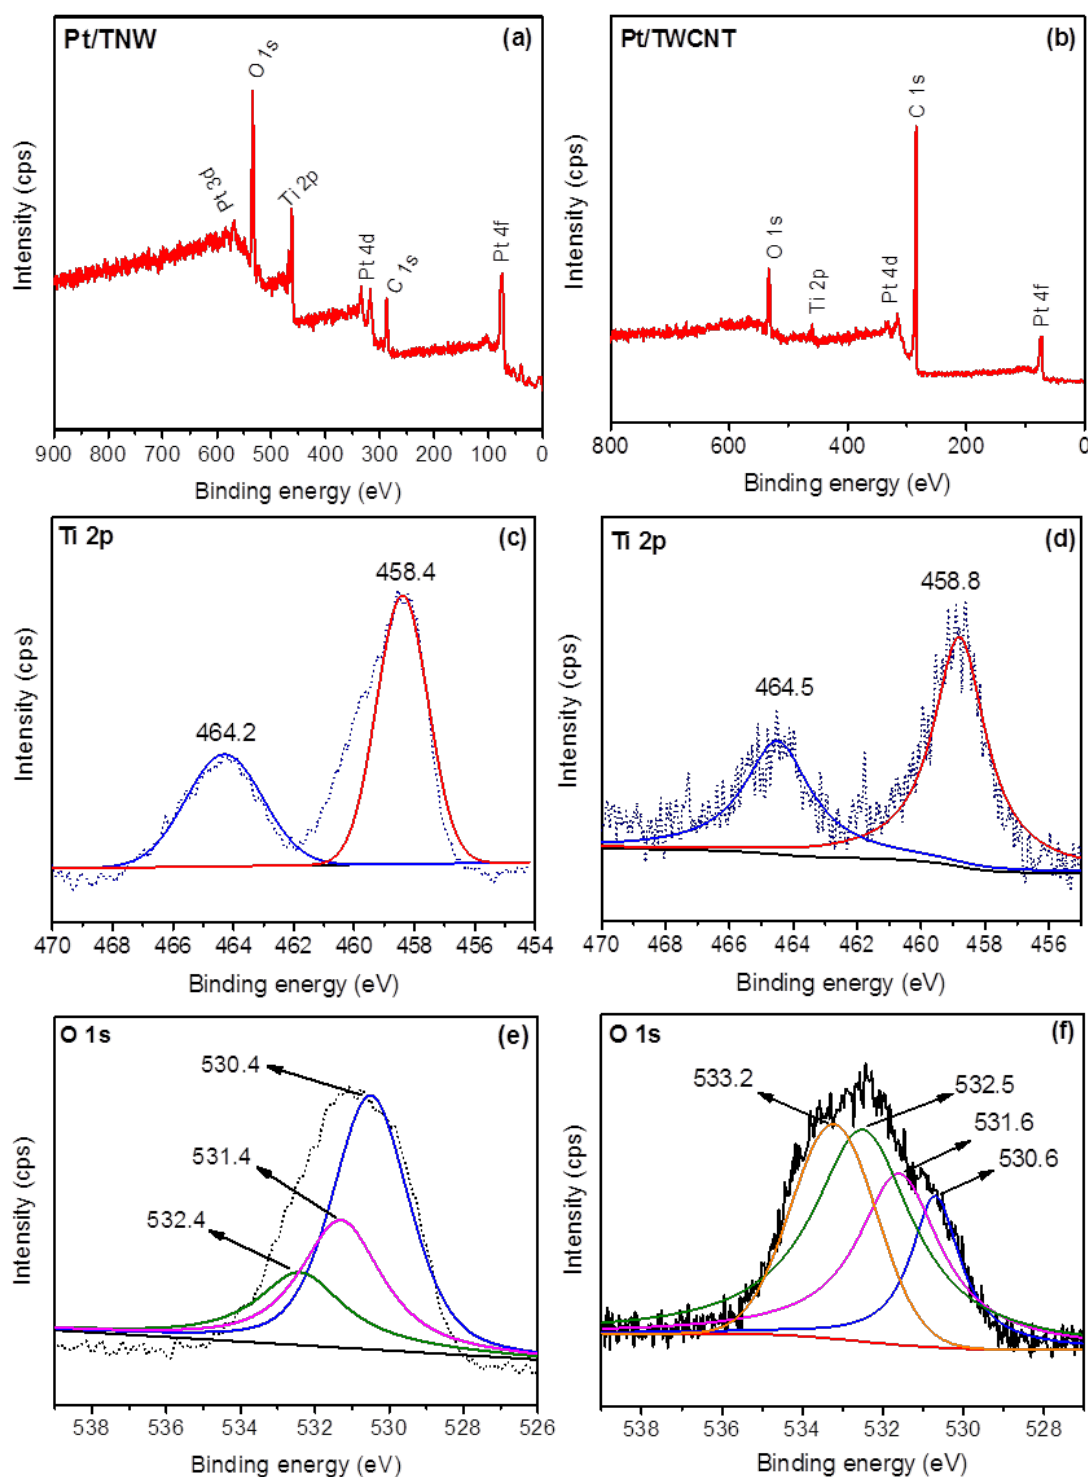 Pt/TNW
(a)
O 1s
Pt 3d
Ti 2p
Pt 4d
C 1s
Pt 4f
Intensity (cps)
900 800 700 600 500 400 300 200 100 0
Binding energy (eV)
Pt/TWCNT
(b)
C 1s
O 1s
Ti 2p
Pt 4d
Pt 4f
Intensity (cps)
800 600 400 200 0
Binding energy (eV)
Ti 2p
(c)
458.4
464.2
Intensity (cps)
470 468 466 464 462 460 458 456 454
Binding energy (eV)
Ti 2p
(d)
458.8
464.5
Intensity (cps)
470 468 466 464 462 460 458 456
Binding energy (eV)
O 1s
(e)
530.4
531.4
532.4
Intensity (cps)
538 536 534 532 530 528 526
Binding energy (eV)
O 1s
(f)
533.2
532.5
531.6
530.6
Intensity (cps)
538 536 534 532 530 528
Binding energy (eV)